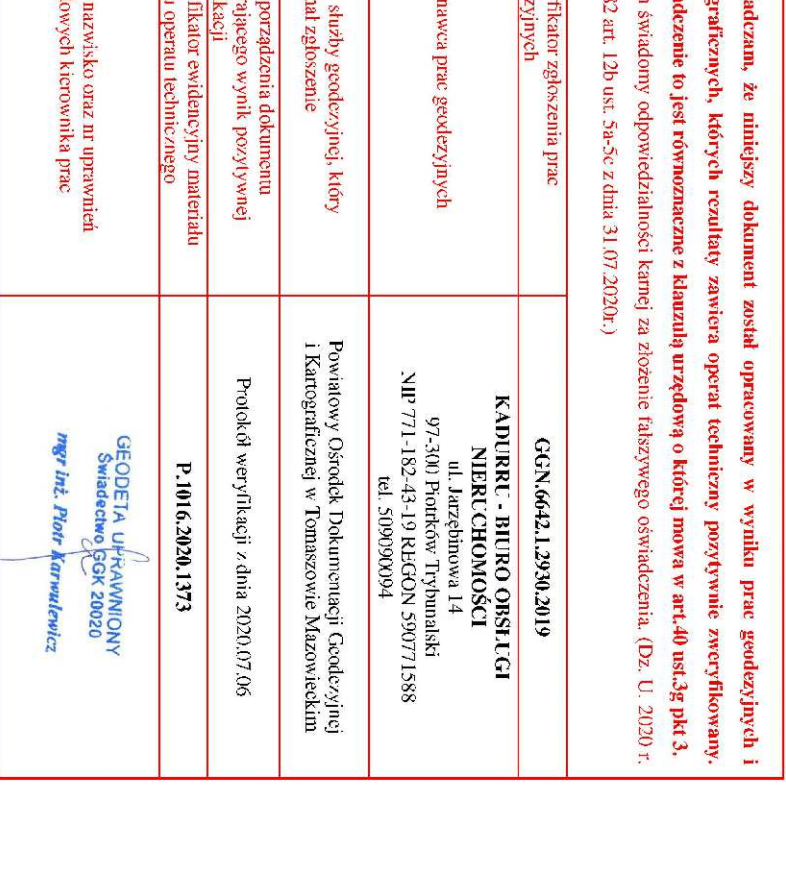 adczam, że niniejszy dokument został opracowany w wyniku prac geodezyjnych i
graficznych, których rezultaty zawiera operat techniczny pozytywnie zweryfikowany.
adczenie to jest równoznaczne z klauzulą urzędową o której mowa w art.40 ust.3g pkt 3.
świadomy odpowiedzialności karnej za złożenie fałszywego oświadczenia. (Dz. U. 2020 r.
32 art. 12b ust. 5a-5c z dnia 31.07.2020r.)
fikator zgłoszenia prac
zyjnych
GGN.6642.1.2930.2019
nawca prac geodezyjnych
KADURRU - BIURO OBSŁUGI
NIERUCHOMOŚCI
ul. Jarzębinowa 14
97-300 Piotrków Trybunalski
NIP 771-182-43-19 REGON 590771588
tel. 509090094
służby geodezyjnej, który
nał zgłoszenie
Powiatowy Ośrodek Dokumentacji Geodezyjnej
i Kartograficznej w Tomaszowie Mazowieckim
porządzenia dokumentu
rającego wynik pozytywnej
kacji
Protokół weryfikacji z dnia 2020.07.06
fikator ewidencyjny materiału
u operatu technicznego
P.1016.2020.1373
nazwisko oraz nr uprawnień
owych kierownika prac
GEODETA UPRAWNIONY
Świadectwo GGK 20020
mgr inż. Piotr Karwulewicz